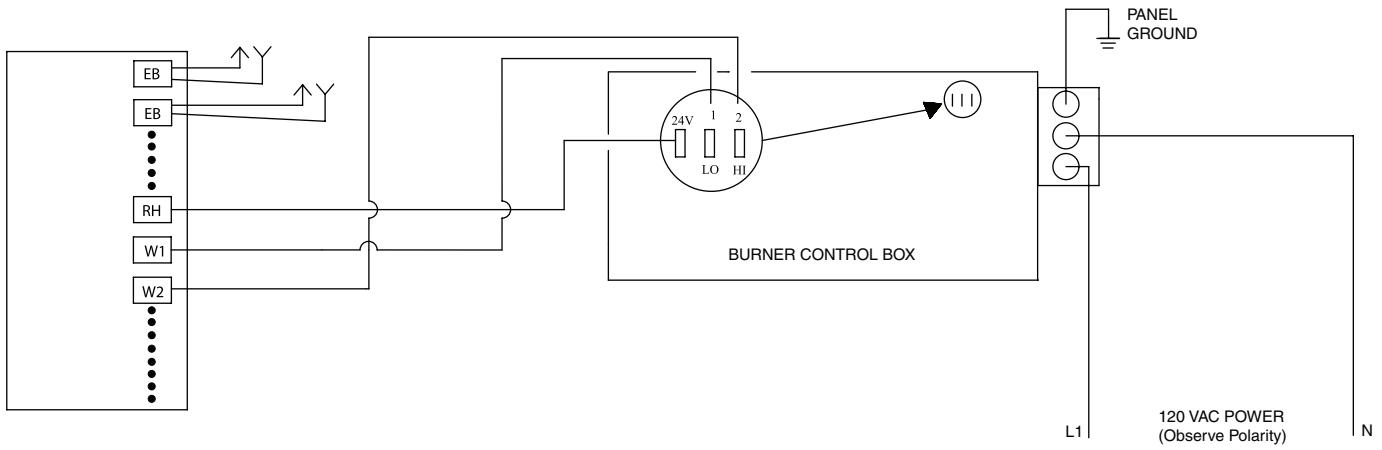 PANEL
GROUND
EB
EB
24V
1
2
LO
HI
RH
W1
W2
BURNER CONTROL BOX
120 VAC POWER
(Observe Polarity)
L1
N